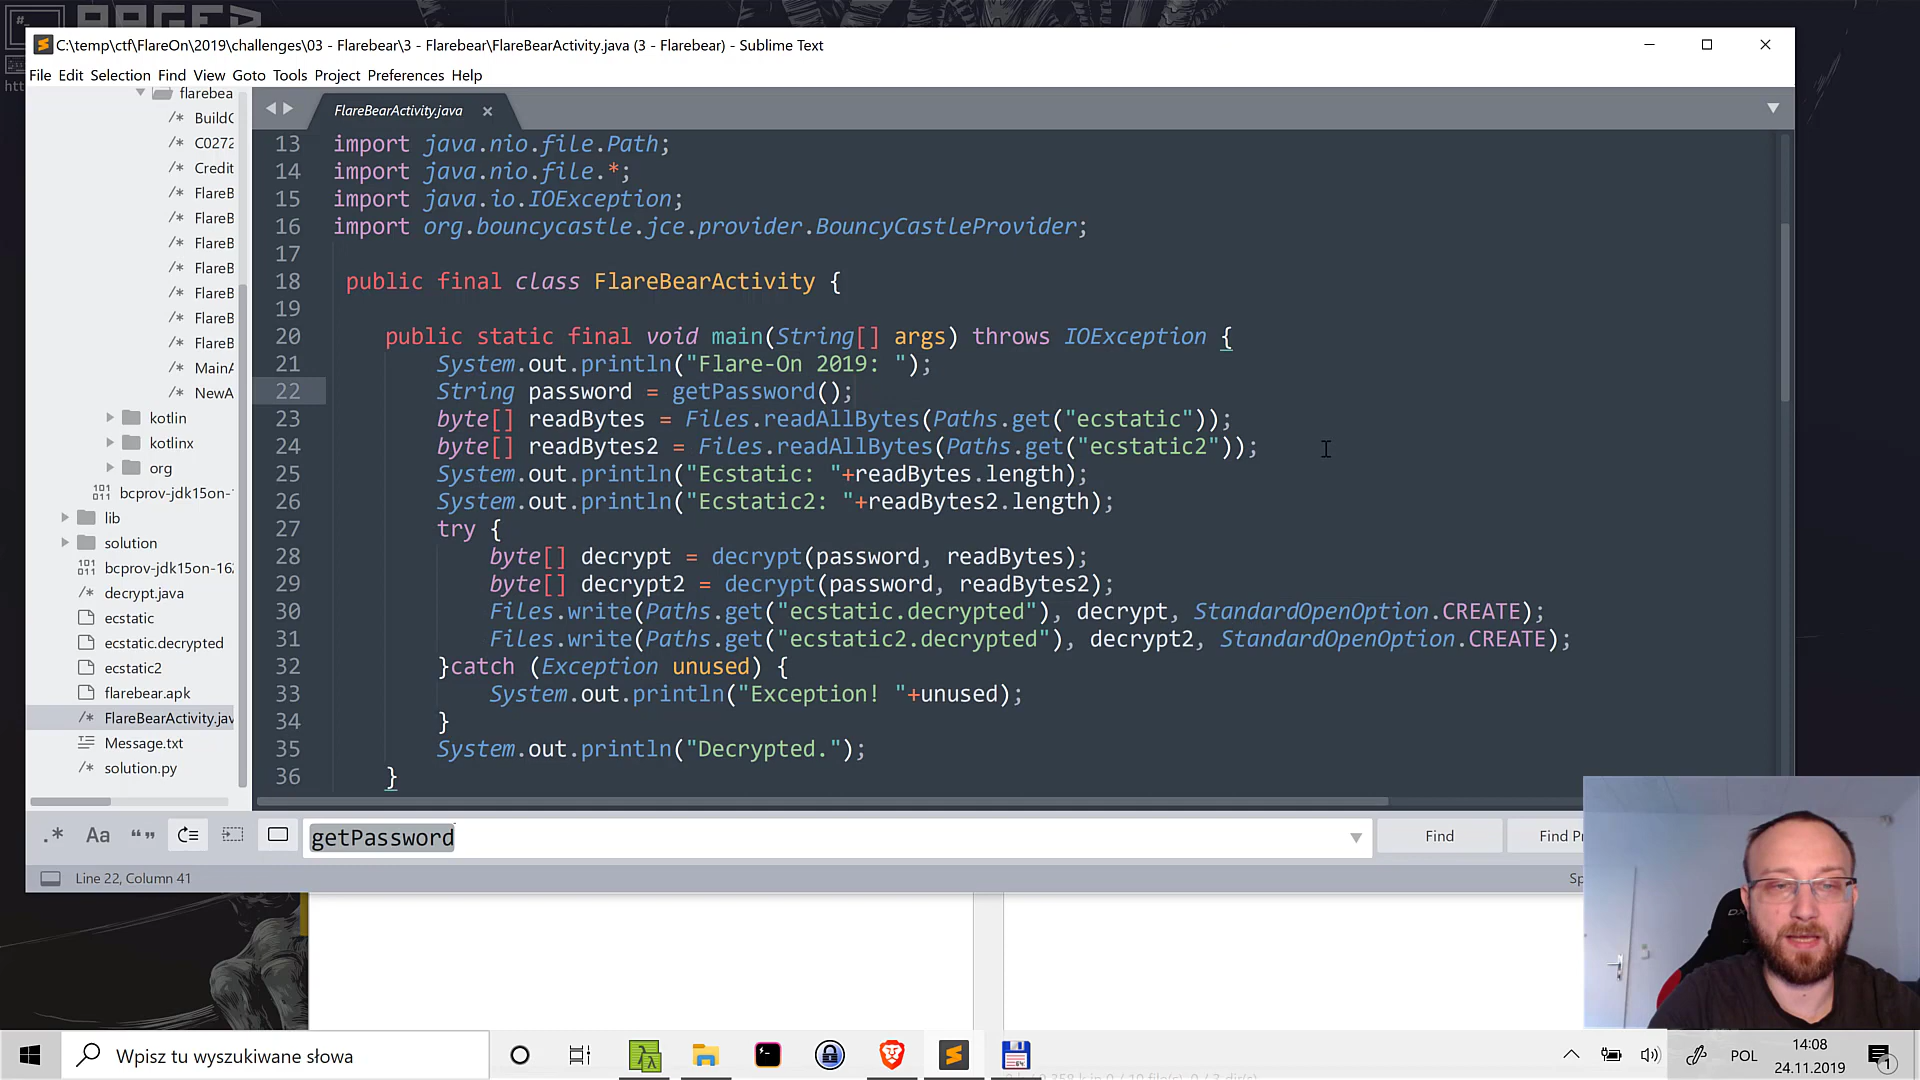 C:\temp\ctf\FlareOn\2019\challenges\03 - Flarebear\3 - Flarebear\FlareBearActivity.java (3 - Flarebear) - Sublime Text
File Edit Selection Find View Goto Tools Project Preferences Help
flarebea
BuildC
C0272
Credit
FlareB
FlareB
FlareB
FlareB
FlareB
FlareB
FlareB
MainA
NewA
kotlin
kotlinx
org
bcprov-jdk15on-
lib
solution
bcprov-jdk15on-16
decrypt.java
ecstatic
ecstatic.decrypted
ecstatic2
flarebear.apk
FlareBearActivity.jav
Message.txt
solution.py
FlareBearActivity.java ×
13 import java.nio.file.Path;
14 import java.nio.file.*;
15 import java.io.IOException;
16 import org.bouncycastle.jce.provider.BouncyCastleProvider;
17
18 public final class FlareBearActivity {
19
20 public static final void main(String[] args) throws IOException {
21 System.out.println("Flare-On 2019: ");
22 String password = getPassword();
23 byte[] readBytes = Files.readAllBytes(Paths.get("ecstatic"));
24 byte[] readBytes2 = Files.readAllBytes(Paths.get("ecstatic2"));
25 System.out.println("Ecstatic: "+readBytes.length);
26 System.out.println("Ecstatic2: "+readBytes2.length);
27 try {
28 byte[] decrypt = decrypt(password, readBytes);
29 byte[] decrypt2 = decrypt(password, readBytes2);
30 Files.write(Paths.get("ecstatic.decrypted"), decrypt, StandardOpenOption.CREATE);
31 Files.write(Paths.get("ecstatic2.decrypted"), decrypt2, StandardOpenOption.CREATE);
32 }catch (Exception unused) {
33 System.out.println("Exception! "+unused);
34 }
35 System.out.println("Decrypted.");
36 }
.* Aa “” getPassword Find Find Pr
Line 22, Column 41 Sp
Wpisz tu wyszukiwane słowa
POL
14:08
24.11.2019
1